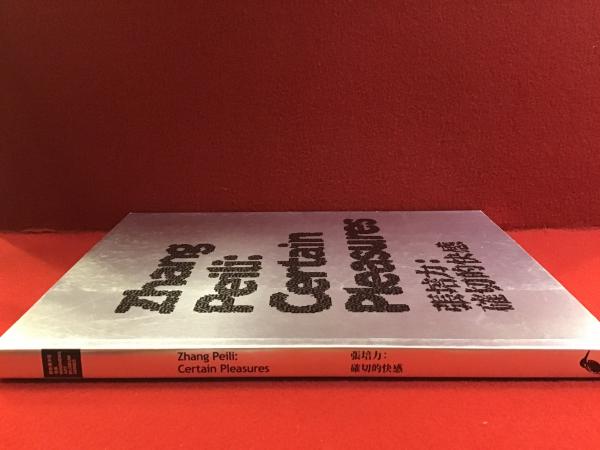 Zhang
Peili:
Certain
Pleasures
張培力:
確切的快感
Zhang Peili:
Certain Pleasures
張培力:
確切的快感